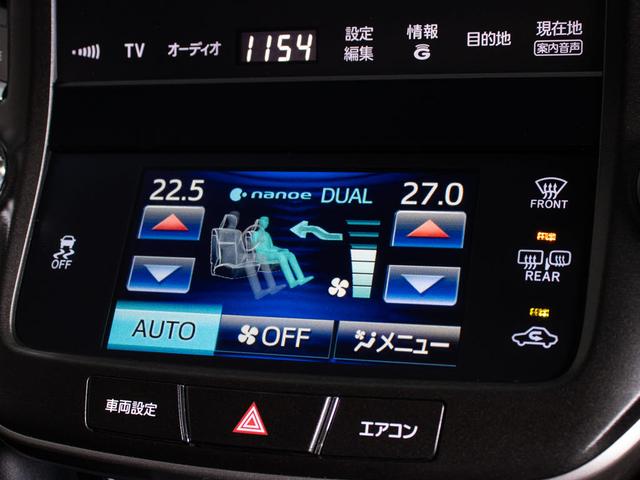 TV オーディオ 1154 設定編集 情報G 目的地 現在地
案内音声
22.5 nanoe DUAL 27.0
FRONT
OFF
REAR
AUTO OFF メニュー
車両設定 エアコン